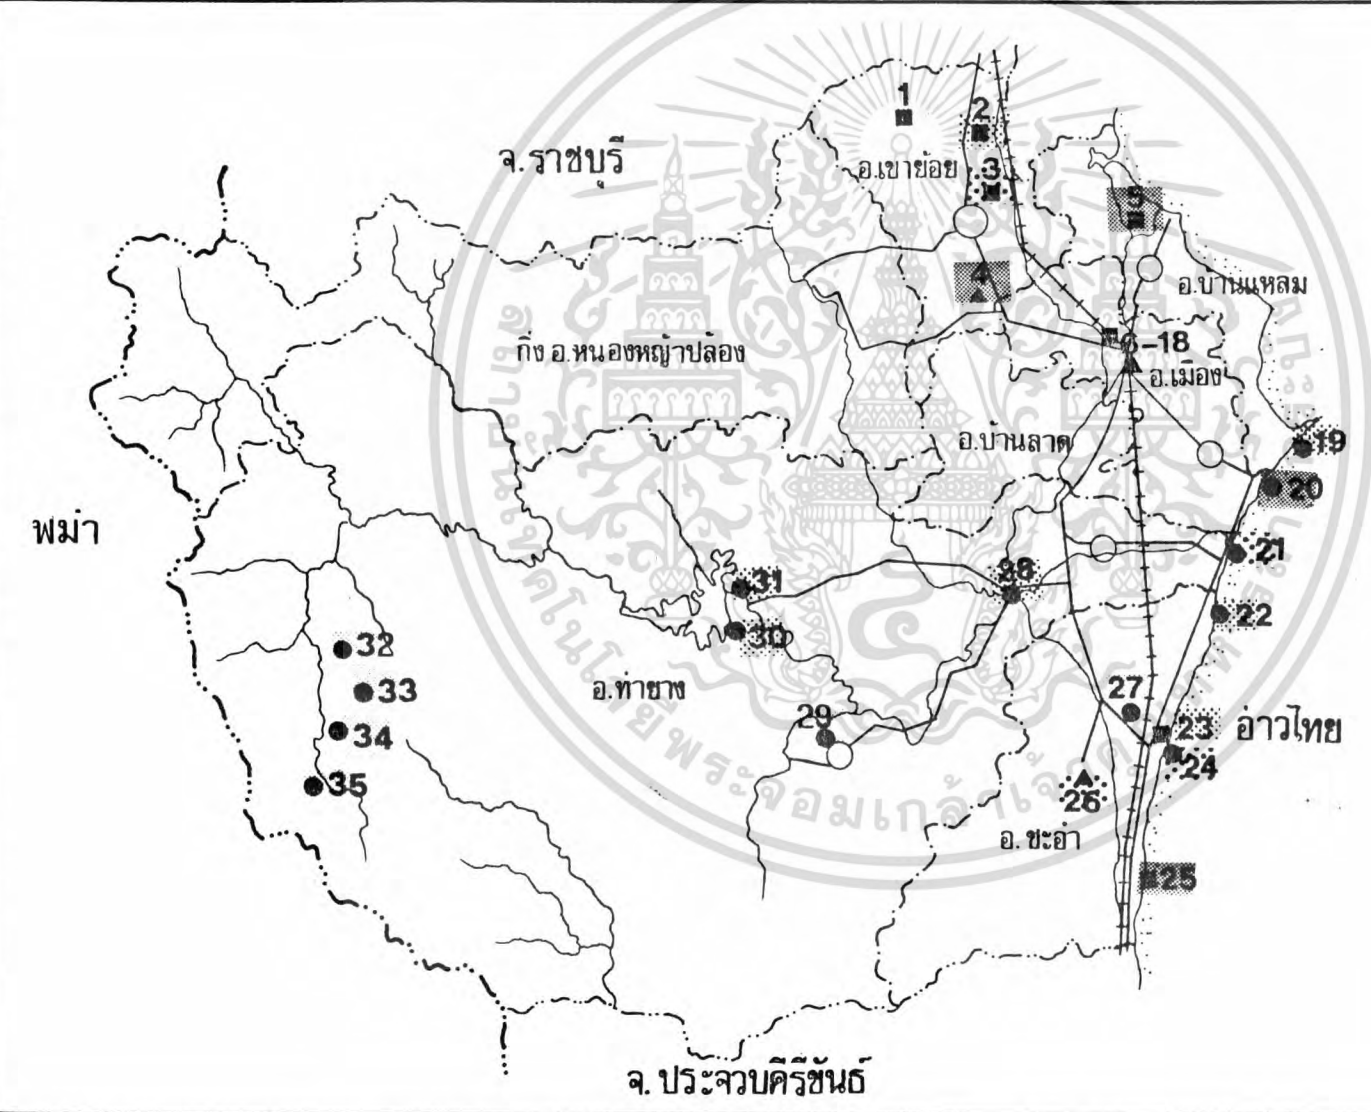 1
2
จ.ราชบุรี
อ.เขาย้อย
3
5
4
อ.บ้านแหลม
6-18
กิ่ง อ.หนองหญ้าปล้อง
อ.เมือง
อ.บ้านลาด
19
20
พม่า
21
31
28
22
30
32
33
อ.ท่ายาง
27
29
23
อ่าวไทย
34
24
35
26
อ. ชะอำ
25
จ. ประจวบคีรีขันธ์